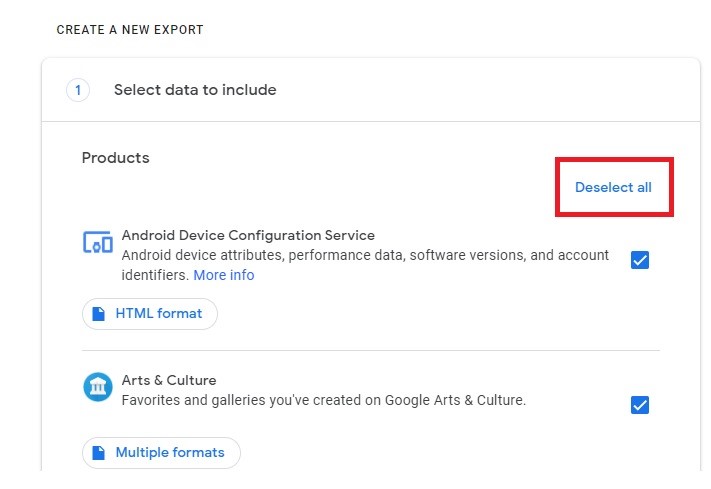 CREATE A NEW EXPORT
1 Select data to include
Products
Deselect all
Android Device Configuration Service
Android device attributes, performance data, software versions, and account
identifiers. More info
HTML format
Arts & Culture
Favorites and galleries you've created on Google Arts & Culture.
Multiple formats